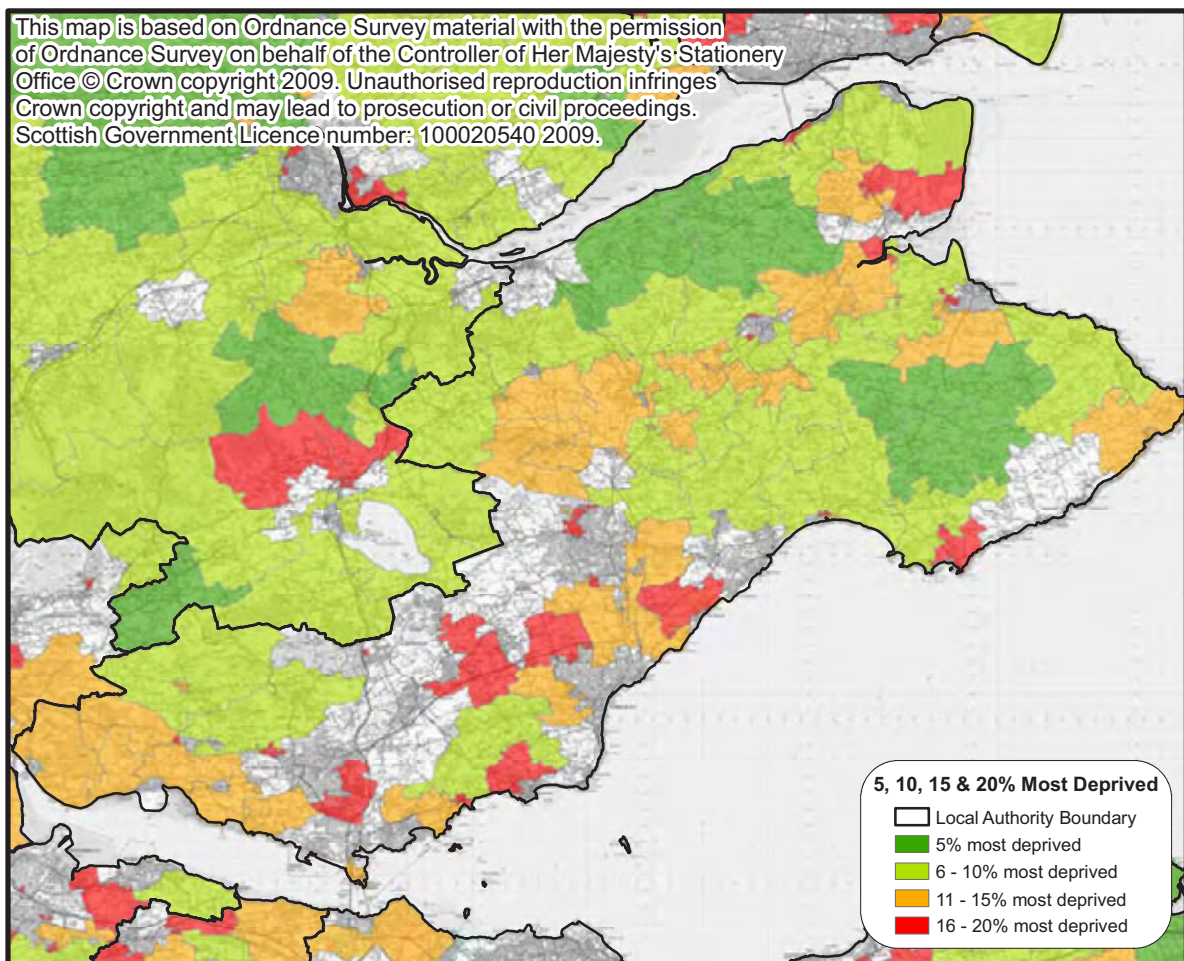 This map is based on Ordnance Survey material with the permission
of Ordnance Survey on behalf of the Controller of Her Majesty's Stationery
Office © Crown copyright 2009. Unauthorised reproduction infringes
Crown copyright and may lead to prosecution or civil proceedings.
Scottish Government Licence number: 100020540 2009.
5, 10, 15 & 20% Most Deprived
Local Authority Boundary
5% most deprived
6 - 10% most deprived
11 - 15% most deprived
16 - 20% most deprived